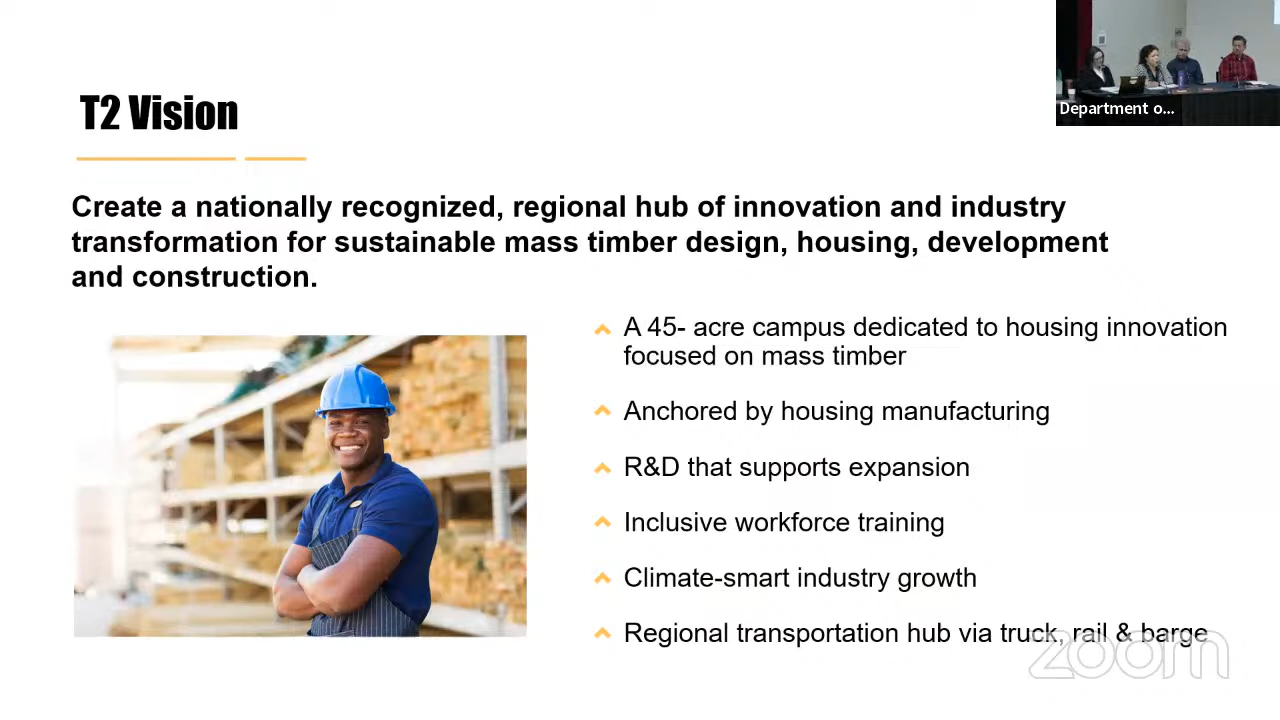 Department o...
T2 Vision
Create a nationally recognized, regional hub of innovation and industry
transformation for sustainable mass timber design, housing, development
and construction.
A 45- acre campus dedicated to housing innovation
focused on mass timber
Anchored by housing manufacturing
R&D that supports expansion
Inclusive workforce training
Climate-smart industry growth
Regional transportation hub via truck, rail & barge
zoom